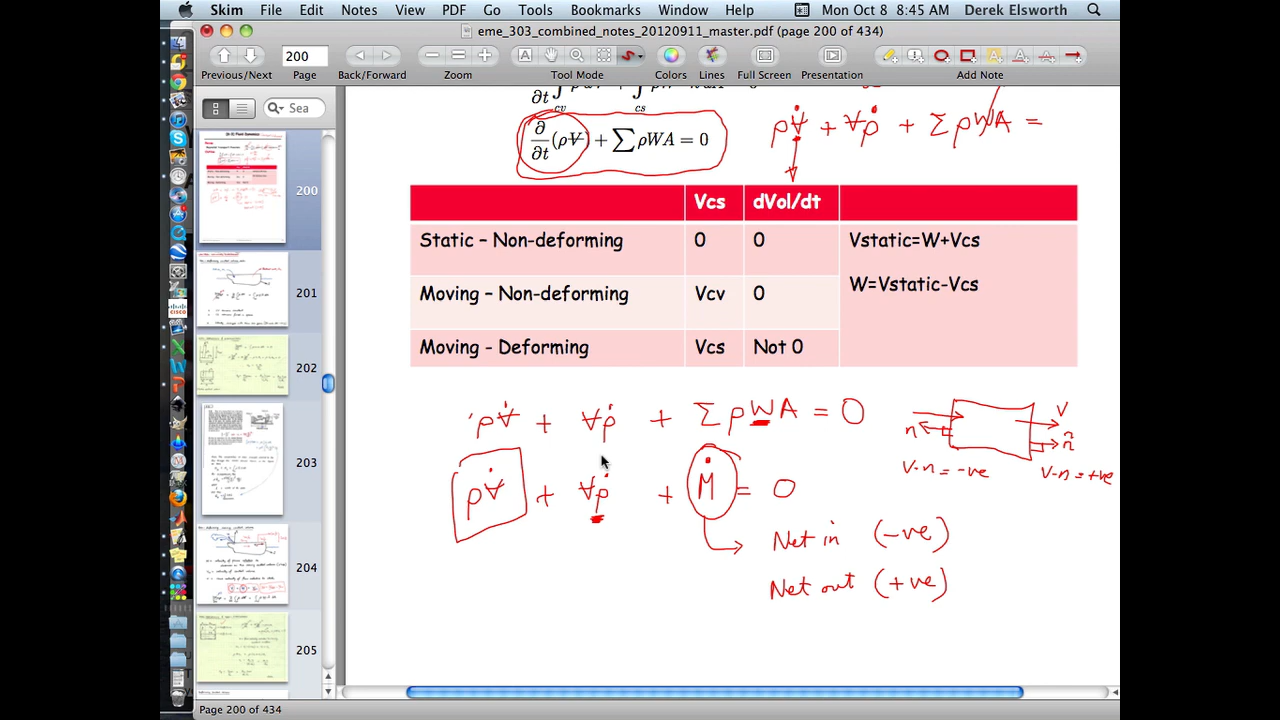 Skim File Edit Notes View PDF Go Tools Bookmarks Window Help Mon Oct 8 8:45 AM Derek Elsworth
eme_303_combined_notes_20120911_master.pdf (page 200 of 434)
200
Previous/Next Page Back/Forward Zoom Tool Mode Colors Lines Full Screen Presentation Add Note
Sea
200
201
202
203
204
205
∂/∂t (ρV̶) + ∑ρWA = 0
ρV̶̇ + V̶ρ̇ + ΣρWA =
Vcs dVol/dt
Static – Non-deforming 0 0 Vstatic=W+Vcs
W=Vstatic-Vcs
Moving – Non-deforming Vcv 0
Moving - Deforming Vcs Not 0
ρV̶̇ + V̶ρ̇ + ΣρWA = 0
ρV̶̇ + V̶ρ̇ + Ṁ = 0
n V n̂
V·n = -ve V·n = +ve
Net in (-ve)
Net out (+ve)
Page 200 of 434